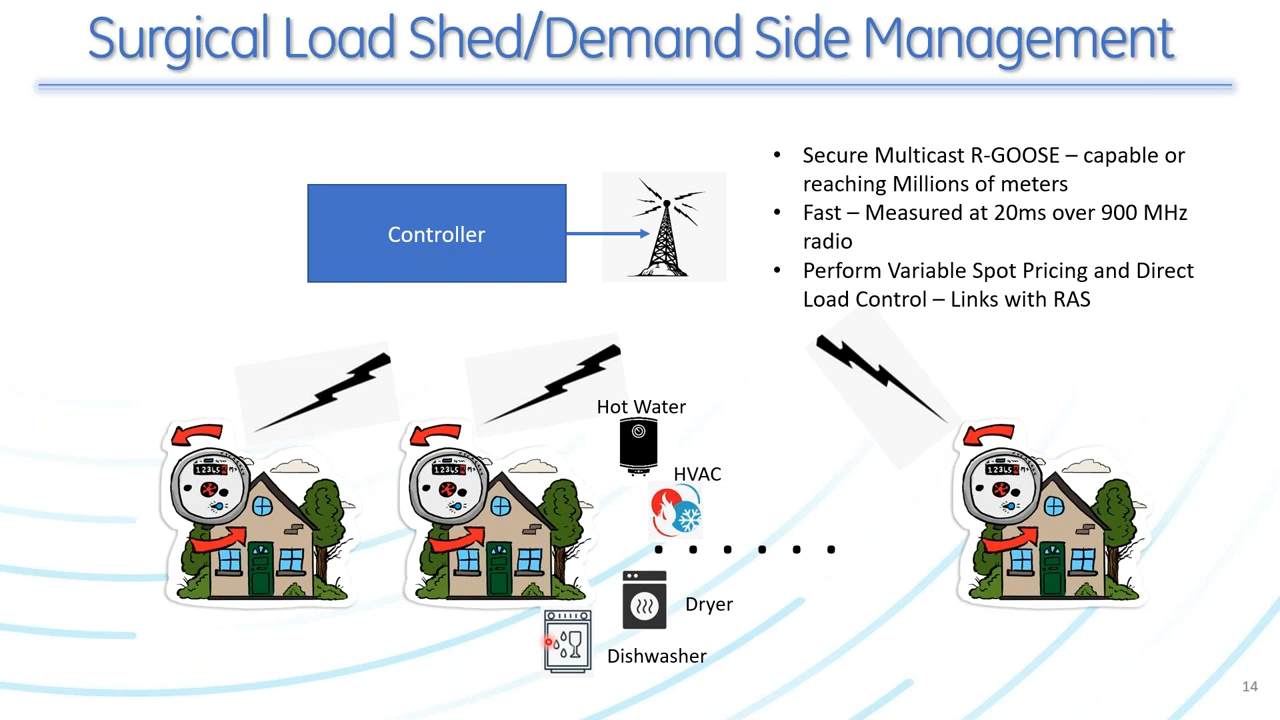 Surgical Load Shed/Demand Side Management
• Secure Multicast R-GOOSE – capable or
reaching Millions of meters
• Fast – Measured at 20ms over 900 MHz
radio
• Perform Variable Spot Pricing and Direct
Load Control – Links with RAS
Controller
Hot Water
HVAC
Dryer
Dishwasher
14